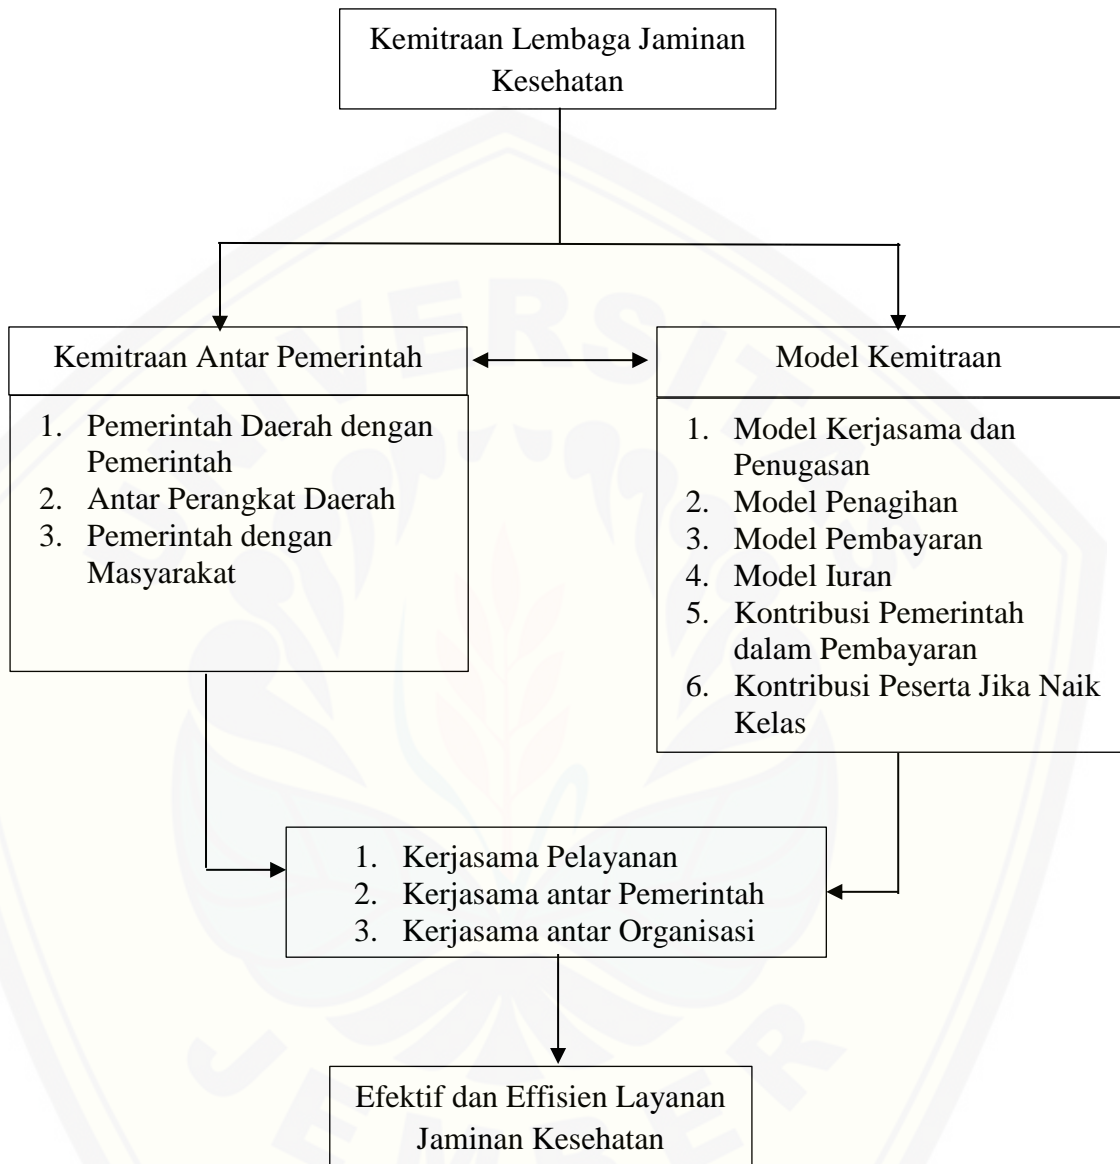 Kemitraan Lembaga Jaminan
Kesehatan
Kemitraan Antar Pemerintah
Model Kemitraan
1. Pemerintah Daerah dengan
Pemerintah
2. Antar Perangkat Daerah
3. Pemerintah dengan
Masyarakat
1. Model Kerjasama dan
Penugasan
2. Model Penagihan
3. Model Pembayaran
4. Model Iuran
5. Kontribusi Pemerintah
dalam Pembayaran
6. Kontribusi Peserta Jika Naik
Kelas
1. Kerjasama Pelayanan
2. Kerjasama antar Pemerintah
3. Kerjasama antar Organisasi
Efektif dan Effisien Layanan
Jaminan Kesehatan
UNIVERSITAS
JEMBER